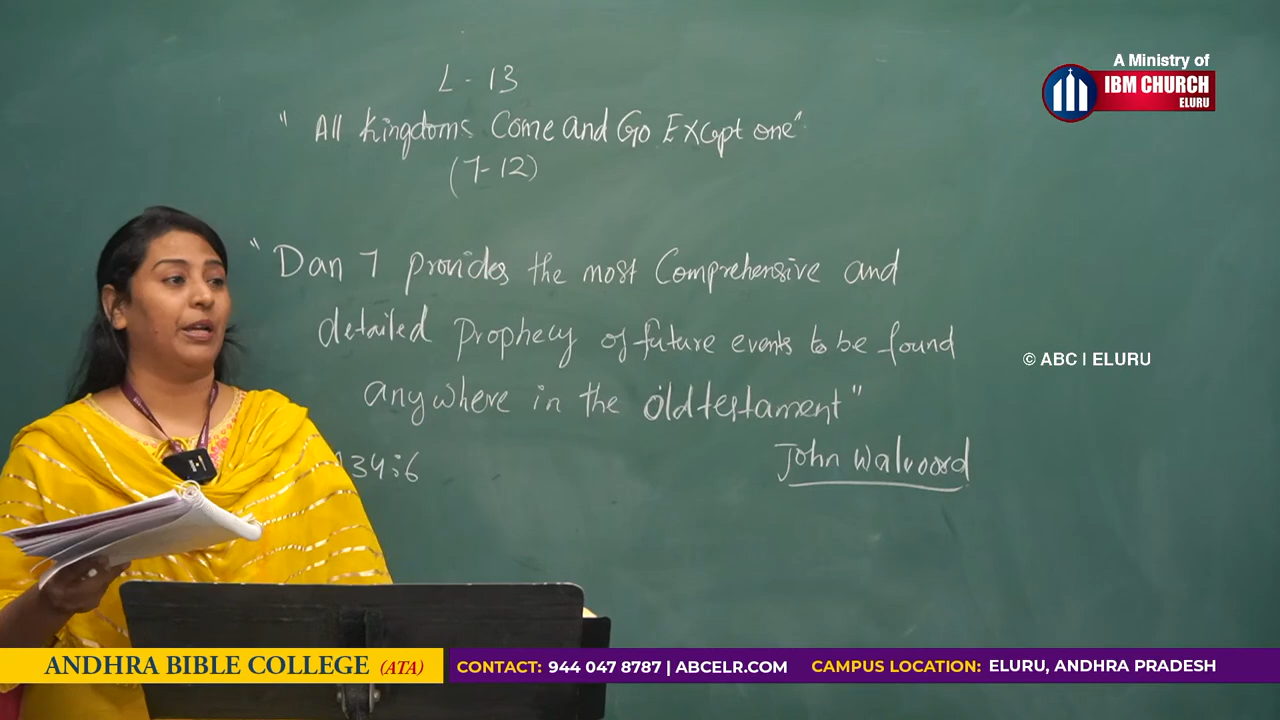 L - 13
" All Kingdoms Come and Go Except one"
(7-12)
" Dan 7 provides the most Comprehensive and
detailed Prophecy of future events to be found
anywhere in the old testament "
34:6
John Walvoord
A Ministry of
IBM CHURCH
ELURU
© ABC | ELURU
ANDHRA BIBLE COLLEGE (ATA)
CONTACT: 944 047 8787 | ABCELR.COM
CAMPUS LOCATION: ELURU, ANDHRA PRADESH